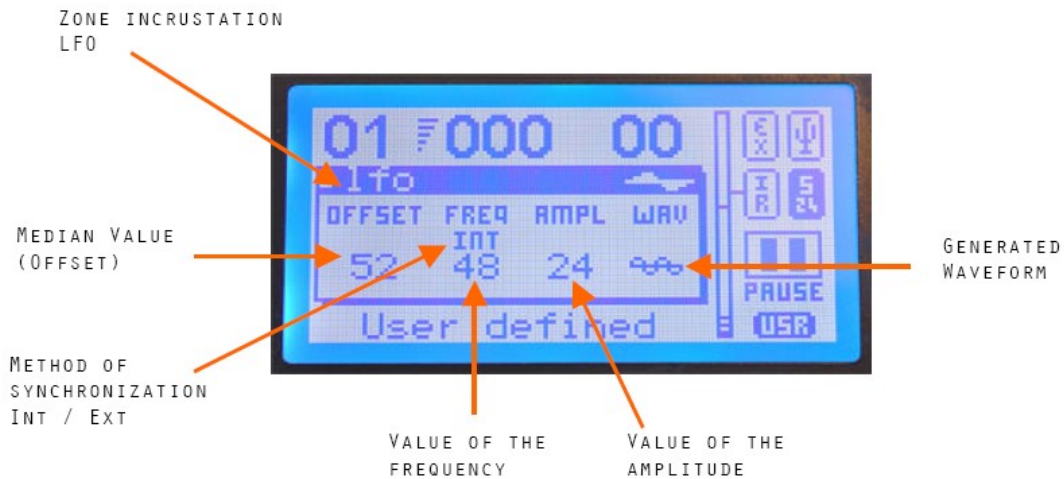 ZONE INCRUSTATION
LFO
01 000 00
lfo
OFFSET FREQ AMPL WAV
INT
52 48 24
User defined
EX
IR
S
24
PAUSE
USR
MEDIAN VALUE
(OFFSET)
METHOD OF
SYNCHRONIZATION
INT / EXT
VALUE OF THE
FREQUENCY
VALUE OF THE
AMPLITUDE
GENERATED
WAVEFORM